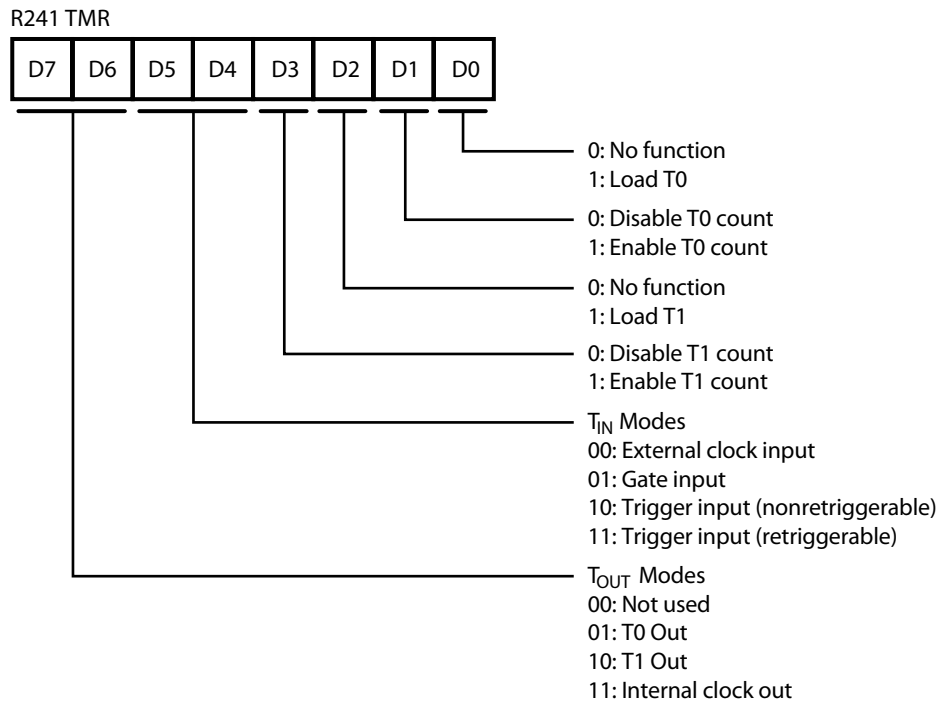 R241 TMR
D7 D6 D5 D4 D3 D2 D1 D0
0: No function
1: Load T0
0: Disable T0 count
1: Enable T0 count
0: No function
1: Load T1
0: Disable T1 count
1: Enable T1 count
TIN Modes
00: External clock input
01: Gate input
10: Trigger input (nonretriggerable)
11: Trigger input (retriggerable)
TOUT Modes
00: Not used
01: T0 Out
10: T1 Out
11: Internal clock out